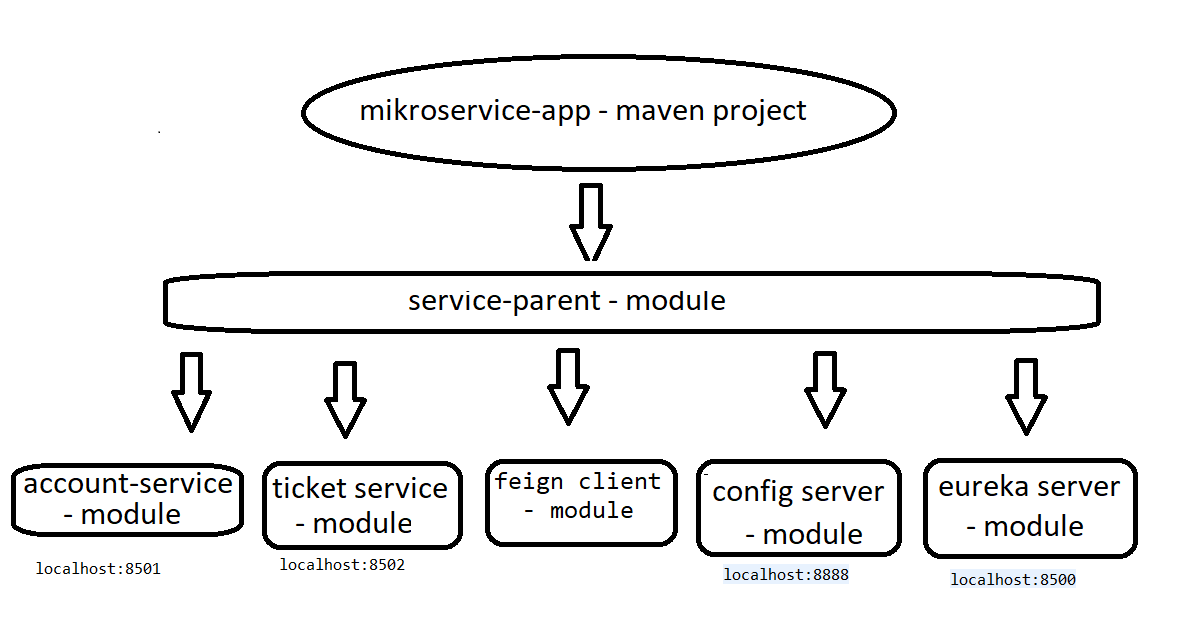 mikroservice-app - maven project
service-parent - module
account-service
- module
ticket service
- module
feign client
- module
config server
- module
eureka server
- module
localhost:8501
localhost:8502
localhost:8888
localhost:8500